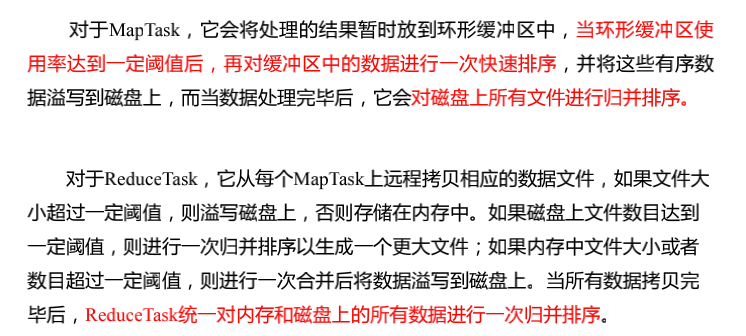 对于MapTask，它会将处理的结果暂时放到环形缓冲区中，当环形缓冲区使
用率达到一定阈值后，再对缓冲区中的数据进行一次快速排序，并将这些有序数
据溢写到磁盘上，而当数据处理完毕后，它会对磁盘上所有文件进行归并排序。
对于ReduceTask，它从每个MapTask上远程拷贝相应的数据文件，如果文件大
小超过一定阈值，则溢写磁盘上，否则存储在内存中。如果磁盘上文件数目达到
一定阈值，则进行一次归并排序以生成一个更大文件；如果内存中文件大小或者
数目超过一定阈值，则进行一次合并后将数据溢写到磁盘上。当所有数据拷贝完
毕后，ReduceTask统一对内存和磁盘上的所有数据进行一次归并排序。